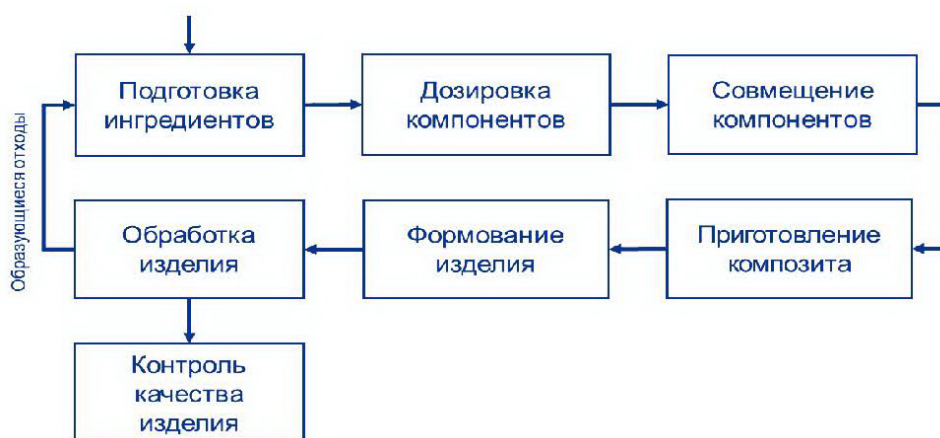 Подготовка
ингредиентов
Дозировка
компонентов
Совмещение
компонентов
Образующиеся отходы
Обработка
изделия
Формование
изделия
Приготовление
композита
Контроль
качества
изделия